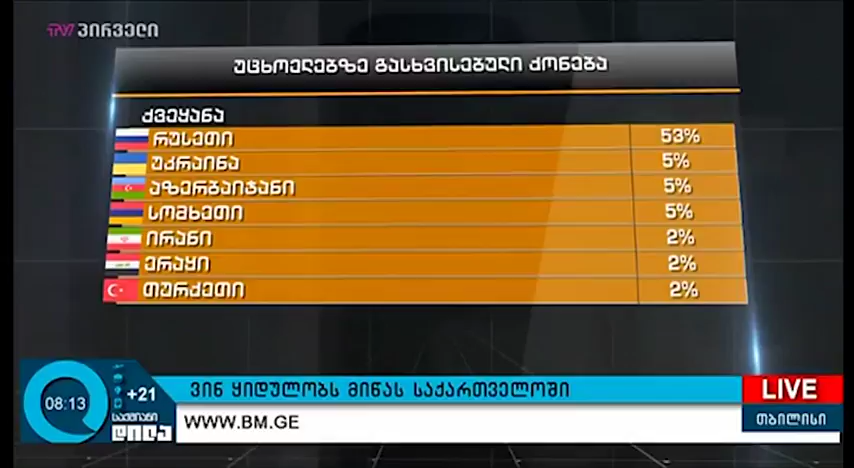 TV პირველი
უცხოელებზე გასხვისებული ქონება
ქვეყანა
რუსეთი 53%
უკრაინა 5%
აზერბაიჯანი 5%
სომხეთი 5%
ირანი 2%
ერაყი 2%
თურქეთი 2%
08:13
+21
საქმიანი
დილა
ვინ ყიდულობს მიწას საქართველოში
WWW.BM.GE
LIVE
თბილისი